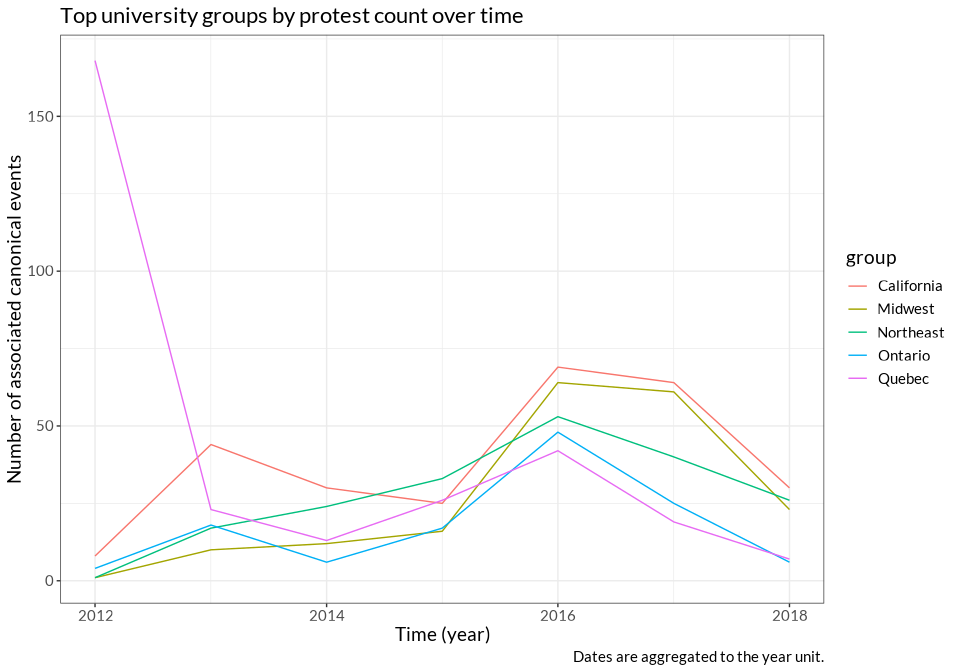 Top university groups by protest count over time
Number of associated canonical events
150
100
50
0
2012
2014
2016
2018
Time (year)
group
California
Midwest
Northeast
Ontario
Quebec
Dates are aggregated to the year unit.